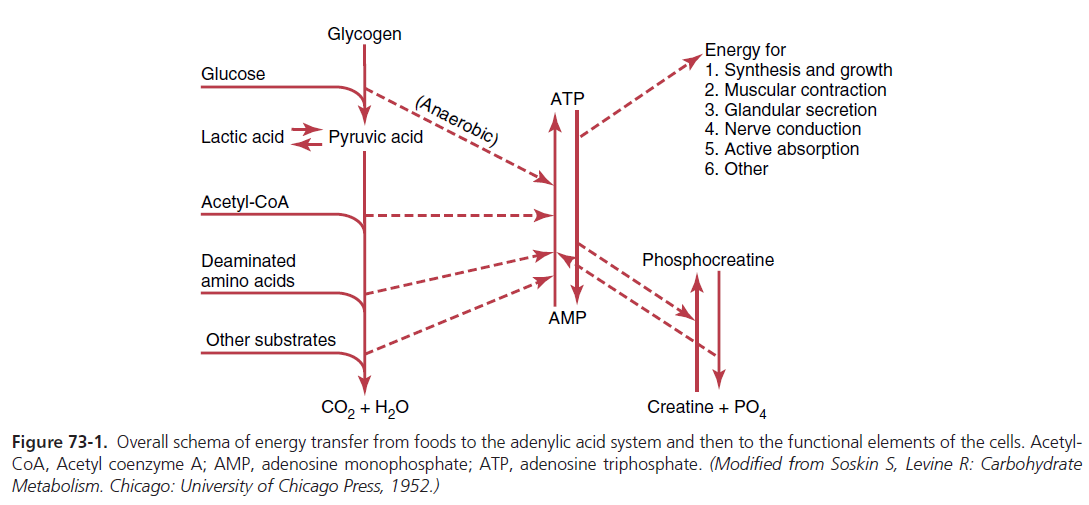 Glycogen
Glucose
(Anaerobic)
Lactic acid
Pyruvic acid
Acetyl-CoA
Deaminated
amino acids
Other substrates
CO₂ + H₂O
ATP
AMP
Energy for
1. Synthesis and growth
2. Muscular contraction
3. Glandular secretion
4. Nerve conduction
5. Active absorption
6. Other
Phosphocreatine
Creatine + PO₄
Figure 73-1. Overall schema of energy transfer from foods to the adenylic acid system and then to the functional elements of the cells. Acetyl-
CoA, Acetyl coenzyme A; AMP, adenosine monophosphate; ATP, adenosine triphosphate. (Modified from Soskin S, Levine R: Carbohydrate
Metabolism. Chicago: University of Chicago Press, 1952.)